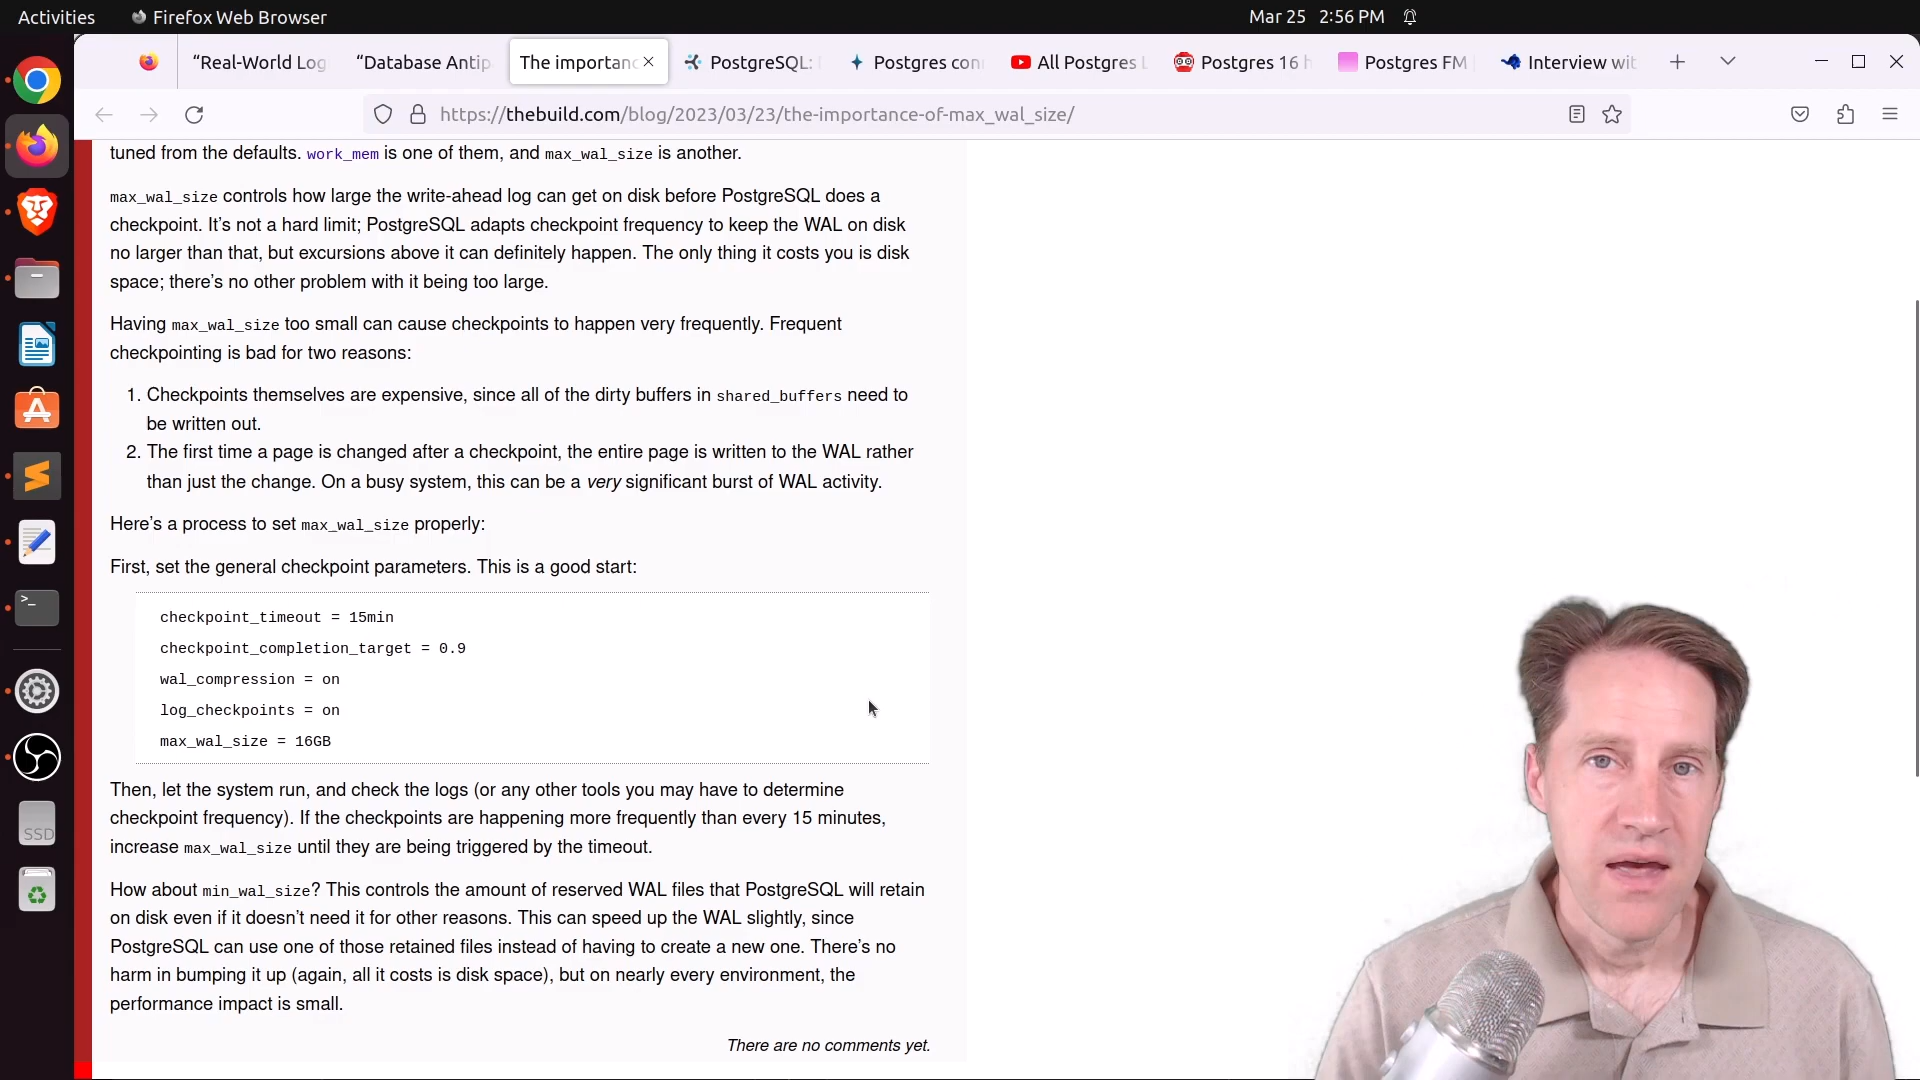 Activities
Firefox Web Browser
Mar 25 2:56 PM
“Real-World Log
“Database Antip
The importanc
PostgreSQL:
Postgres con
All Postgres L
Postgres 16 h
Postgres FM
Interview wit
https://thebuild.com/blog/2023/03/23/the-importance-of-max_wal_size/
tuned from the defaults. work_mem is one of them, and max_wal_size is another.
max_wal_size controls how large the write-ahead log can get on disk before PostgreSQL does a
checkpoint. It’s not a hard limit; PostgreSQL adapts checkpoint frequency to keep the WAL on disk
no larger than that, but excursions above it can definitely happen. The only thing it costs you is disk
space; there’s no other problem with it being too large.
Having max_wal_size too small can cause checkpoints to happen very frequently. Frequent
checkpointing is bad for two reasons:
1. Checkpoints themselves are expensive, since all of the dirty buffers in shared_buffers need to
be written out.
2. The first time a page is changed after a checkpoint, the entire page is written to the WAL rather
than just the change. On a busy system, this can be a very significant burst of WAL activity.
Here’s a process to set max_wal_size properly:
First, set the general checkpoint parameters. This is a good start:
checkpoint_timeout = 15min
checkpoint_completion_target = 0.9
wal_compression = on
log_checkpoints = on
max_wal_size = 16GB
Then, let the system run, and check the logs (or any other tools you may have to determine
checkpoint frequency). If the checkpoints are happening more frequently than every 15 minutes,
increase max_wal_size until they are being triggered by the timeout.
How about min_wal_size? This controls the amount of reserved WAL files that PostgreSQL will retain
on disk even if it doesn’t need it for other reasons. This can speed up the WAL slightly, since
PostgreSQL can use one of those retained files instead of having to create a new one. There’s no
harm in bumping it up (again, all it costs is disk space), but on nearly every environment, the
performance impact is small.
There are no comments yet.
SSD